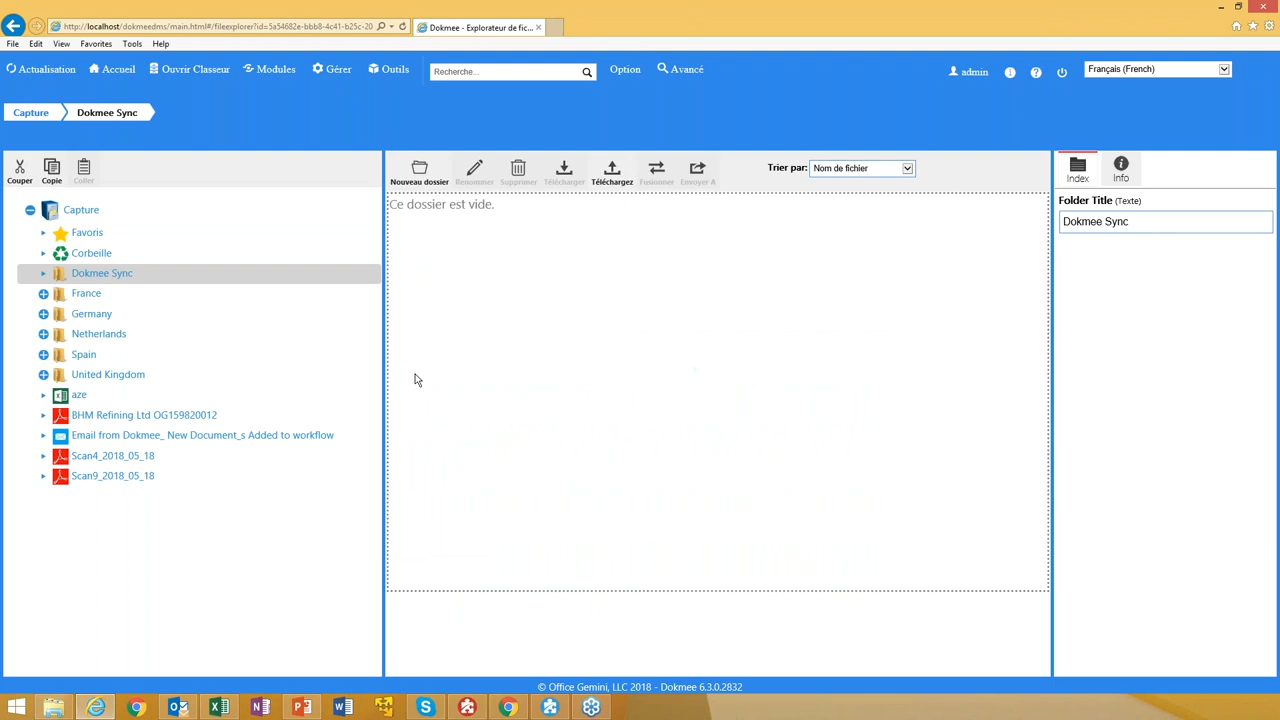 http://localhost/dokmeedms/main.html#/fileexplorer?id=5a54682e-bbb8-4c41-b25c-20
Dokmee - Explorateur de fic...
File Edit View Favorites Tools Help
Actualisation Accueil Ouvrir Classeur Modules Gérer Outils Recherche... Option Avancé admin Français (French)
Capture Dokmee Sync
Couper Copie Coller
Nouveau dossier Renommer Supprimer Télécharger Téléchargez Fusionner Envoyer A
Trier par: Nom de fichier
Index Info
Capture
Favoris
Corbeille
Dokmee Sync
France
Germany
Netherlands
Spain
United Kingdom
aze
BHM Refining Ltd OG159820012
Email from Dokmee_ New Document_s Added to workflow
Scan4_2018_05_18
Scan9_2018_05_18
Ce dossier est vide.
Folder Title (Texte)
Dokmee Sync
© Office Gemini, LLC 2018 - Dokmee 6.3.0.2832